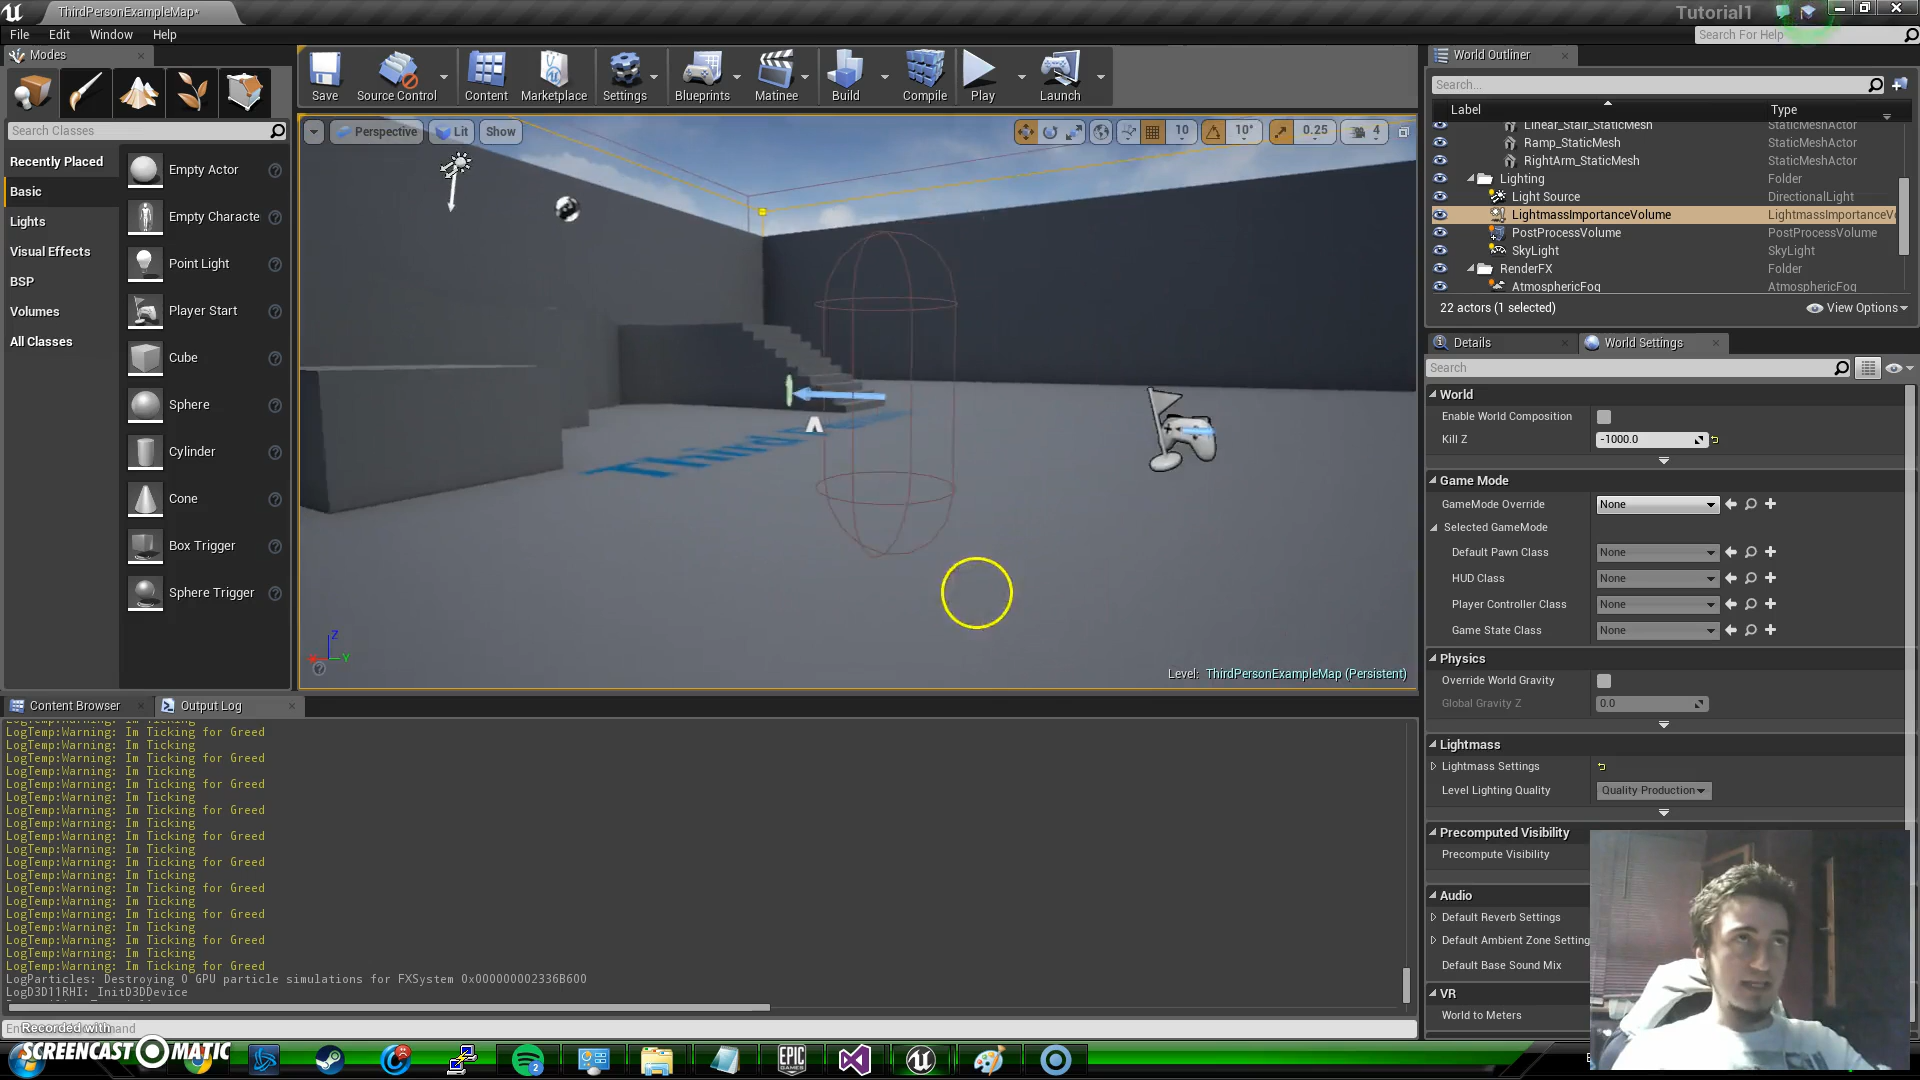 ThirdPersonExampleMap*
Tutorial1
File Edit Window Help
Search For Help
Modes
Save
Source Control
Content
Marketplace
Settings
Blueprints
Matinee
Build
Compile
Play
Launch
Search Classes
Recently Placed
Basic
Lights
Visual Effects
BSP
Volumes
All Classes
Empty Actor
Empty Characte
Point Light
Player Start
Cube
Sphere
Cylinder
Cone
Box Trigger
Sphere Trigger
Perspective
Lit
Show
10
10°
0.25
4
Third
Z
Y
Level: ThirdPersonExampleMap (Persistent)
World Outliner
Search...
Label Type
Linear_Stair_StaticMesh StaticMeshActor
Ramp_StaticMesh StaticMeshActor
RightArm_StaticMesh StaticMeshActor
Lighting Folder
Light Source DirectionalLight
LightmassImportanceVolume LightmassImportanceV
PostProcessVolume PostProcessVolume
SkyLight SkyLight
RenderFX Folder
AtmosphericFog AtmosphericFog
22 actors (1 selected)
View Options
Details
World Settings
Search
World
Enable World Composition
Kill Z -1000.0
Game Mode
GameMode Override None
Selected GameMode
Default Pawn Class None
HUD Class None
Player Controller Class None
Game State Class None
Physics
Override World Gravity
Global Gravity Z 0.0
Lightmass
Lightmass Settings
Level Lighting Quality Quality Production
Precomputed Visibility
Precompute Visibility
Audio
Default Reverb Settings
Default Ambient Zone Setting
Default Base Sound Mix
VR
World to Meters
Content Browser
Output Log
LogTemp:Warning: Im Ticking
LogTemp:Warning: Im Ticking for Greed
LogTemp:Warning: Im Ticking
LogTemp:Warning: Im Ticking for Greed
LogTemp:Warning: Im Ticking
LogTemp:Warning: Im Ticking for Greed
LogTemp:Warning: Im Ticking
LogTemp:Warning: Im Ticking for Greed
LogTemp:Warning: Im Ticking
LogTemp:Warning: Im Ticking for Greed
LogTemp:Warning: Im Ticking
LogTemp:Warning: Im Ticking for Greed
LogTemp:Warning: Im Ticking
LogTemp:Warning: Im Ticking for Greed
LogTemp:Warning: Im Ticking
LogTemp:Warning: Im Ticking for Greed
LogTemp:Warning: Im Ticking
LogTemp:Warning: Im Ticking for Greed
LogTemp:Warning: Im Ticking
LogTemp:Warning: Im Ticking for Greed
LogParticles: Destroying 0 GPU particle simulations for FXSystem 0x000000002336B600
LogD3D11RHI: InitD3DDevice
Recorded with
SCREENCAST MATIC
2
EPIC GAMES